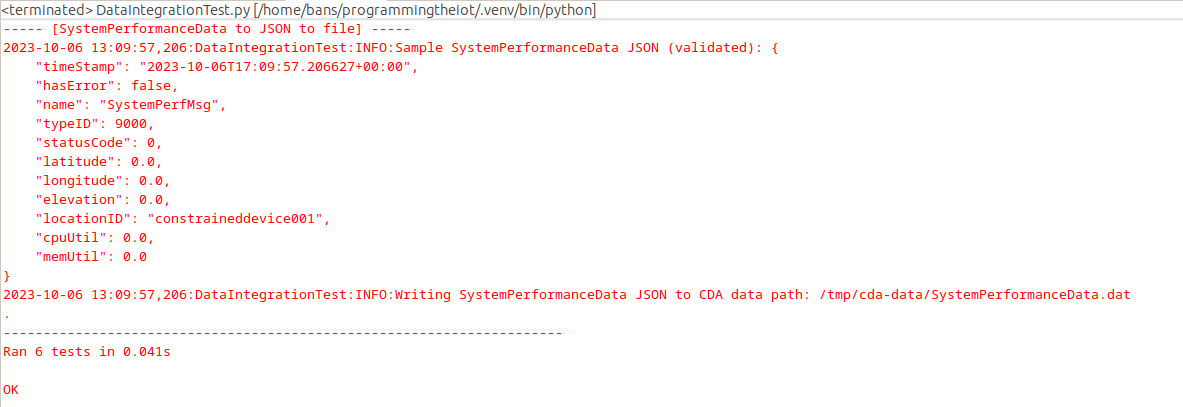 <terminated> DataIntegrationTest.py [/home/bans/programmingtheiot/.venv/bin/python]
----- [SystemPerformanceData to JSON to file] -----
2023-10-06 13:09:57,206:DataIntegrationTest:INFO:Sample SystemPerformanceData JSON (validated): {
    "timeStamp": "2023-10-06T17:09:57.206627+00:00",
    "hasError": false,
    "name": "SystemPerfMsg",
    "typeID": 9000,
    "statusCode": 0,
    "latitude": 0.0,
    "longitude": 0.0,
    "elevation": 0.0,
    "locationID": "constraineddevice001",
    "cpuUtil": 0.0,
    "memUtil": 0.0
}
2023-10-06 13:09:57,206:DataIntegrationTest:INFO:Writing SystemPerformanceData JSON to CDA data path: /tmp/cda-data/SystemPerformanceData.dat
.
----------------------------------------------------------------------
Ran 6 tests in 0.041s

OK